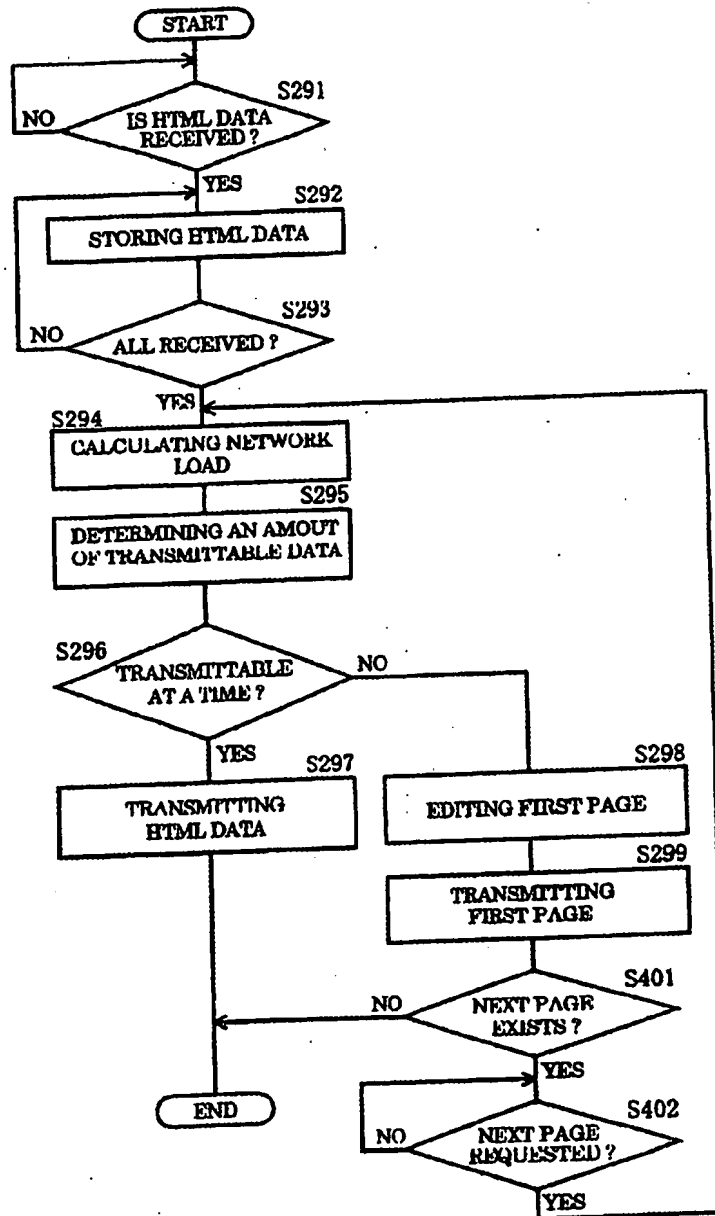 START
S291
NO
IS HTML DATA
RECEIVED ?
YES
S292
STORING HTML DATA
S293
NO
ALL RECEIVED ?
YES
S294
CALCULATING NETWORK
LOAD
S295
DETERMINING AN AMOUT
OF TRANSMITTABLE DATA
S296
TRANSMITTABLE
AT A TIME ?
NO
YES
S297
TRANSMITTING
HTML DATA
S298
EDITING FIRST PAGE
S299
TRANSMITTING
FIRST PAGE
S401
NO
NEXT PAGE
EXISTS ?
YES
END
S402
NO
NEXT PAGE
REQUESTED ?
YES